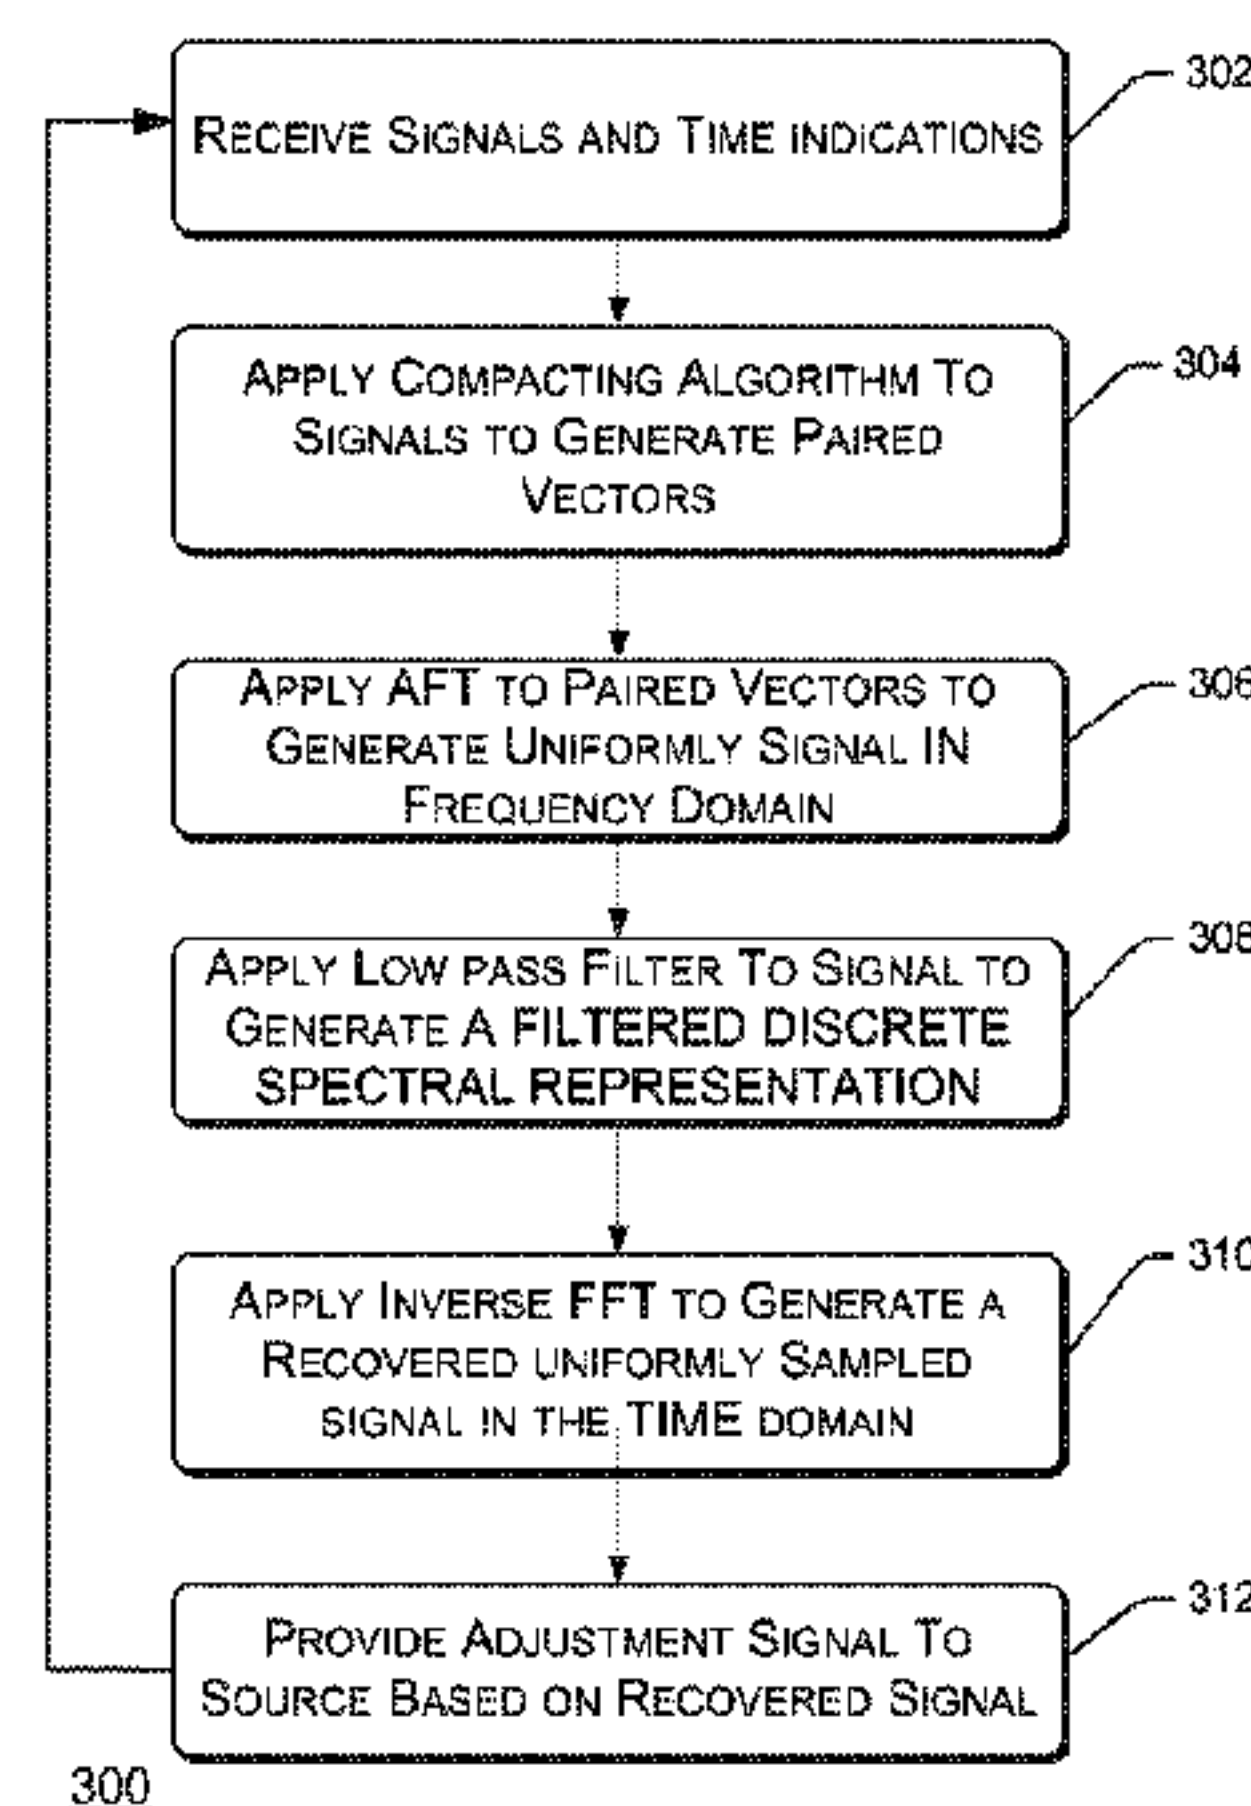 RECEIVE SIGNALS AND TIME INDICATIONS
302
APPLY COMPACTING ALGORITHM TO
SIGNALS TO GENERATE PAIRED
VECTORS
304
APPLY AFT TO PAIRED VECTORS TO
GENERATE UNIFORMLY SIGNAL IN
FREQUENCY DOMAIN
306
APPLY LOW PASS FILTER TO SIGNAL TO
GENERATE A FILTERED DISCRETE
SPECTRAL REPRESENTATION
308
APPLY INVERSE FFT TO GENERATE A
RECOVERED UNIFORMLY SAMPLED
SIGNAL IN THE TIME DOMAIN
310
PROVIDE ADJUSTMENT SIGNAL TO
SOURCE BASED ON RECOVERED SIGNAL
312
300